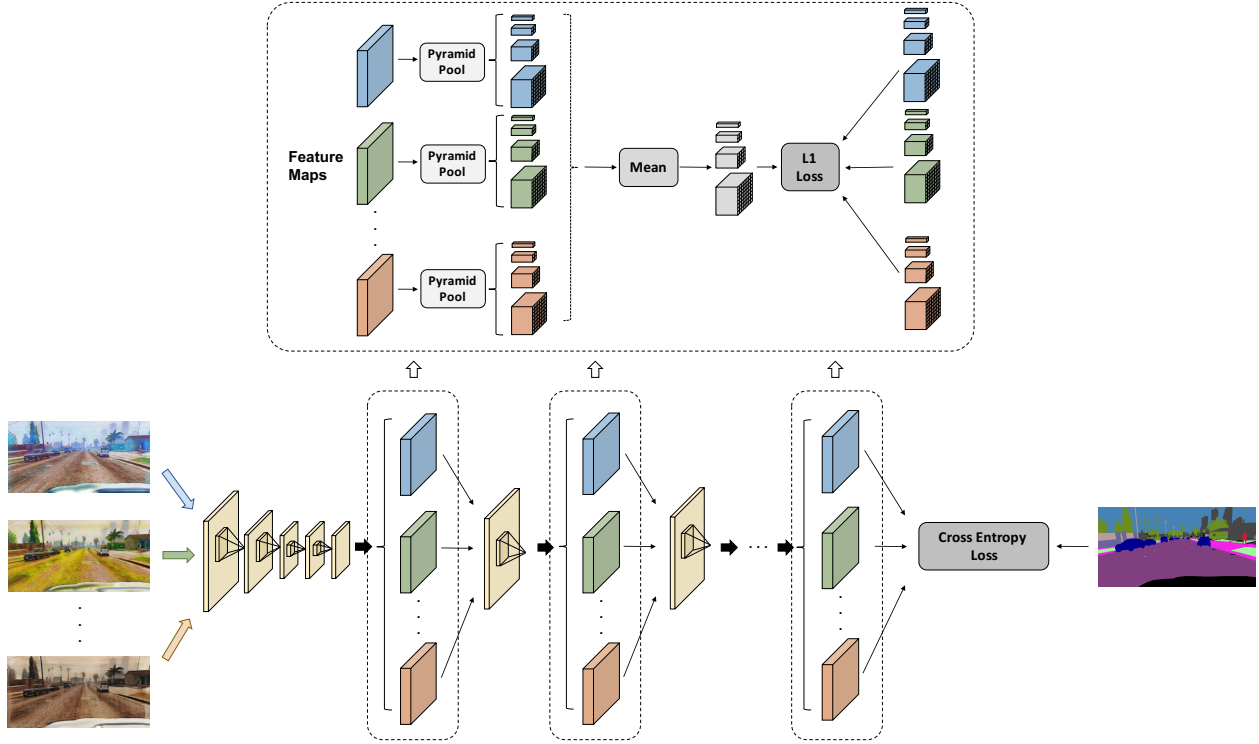 Pyramid
Pool
Feature
Maps
Pyramid
Pool
Mean
L1
Loss
Pyramid
Pool
Cross Entropy
Loss